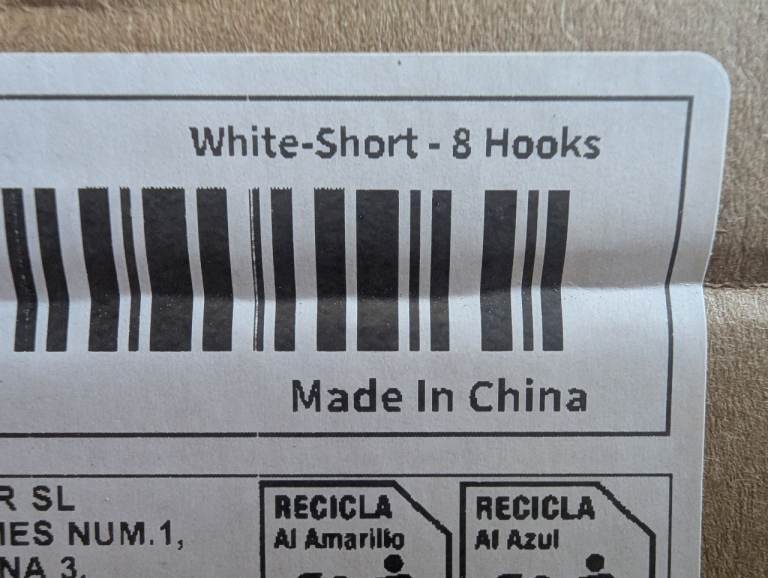 White-Short - 8 Hooks
Made In China
R SL
MES NUM.1,
NA 3.
RECICLA
Al Amarillo
RECICLA
Al Azul